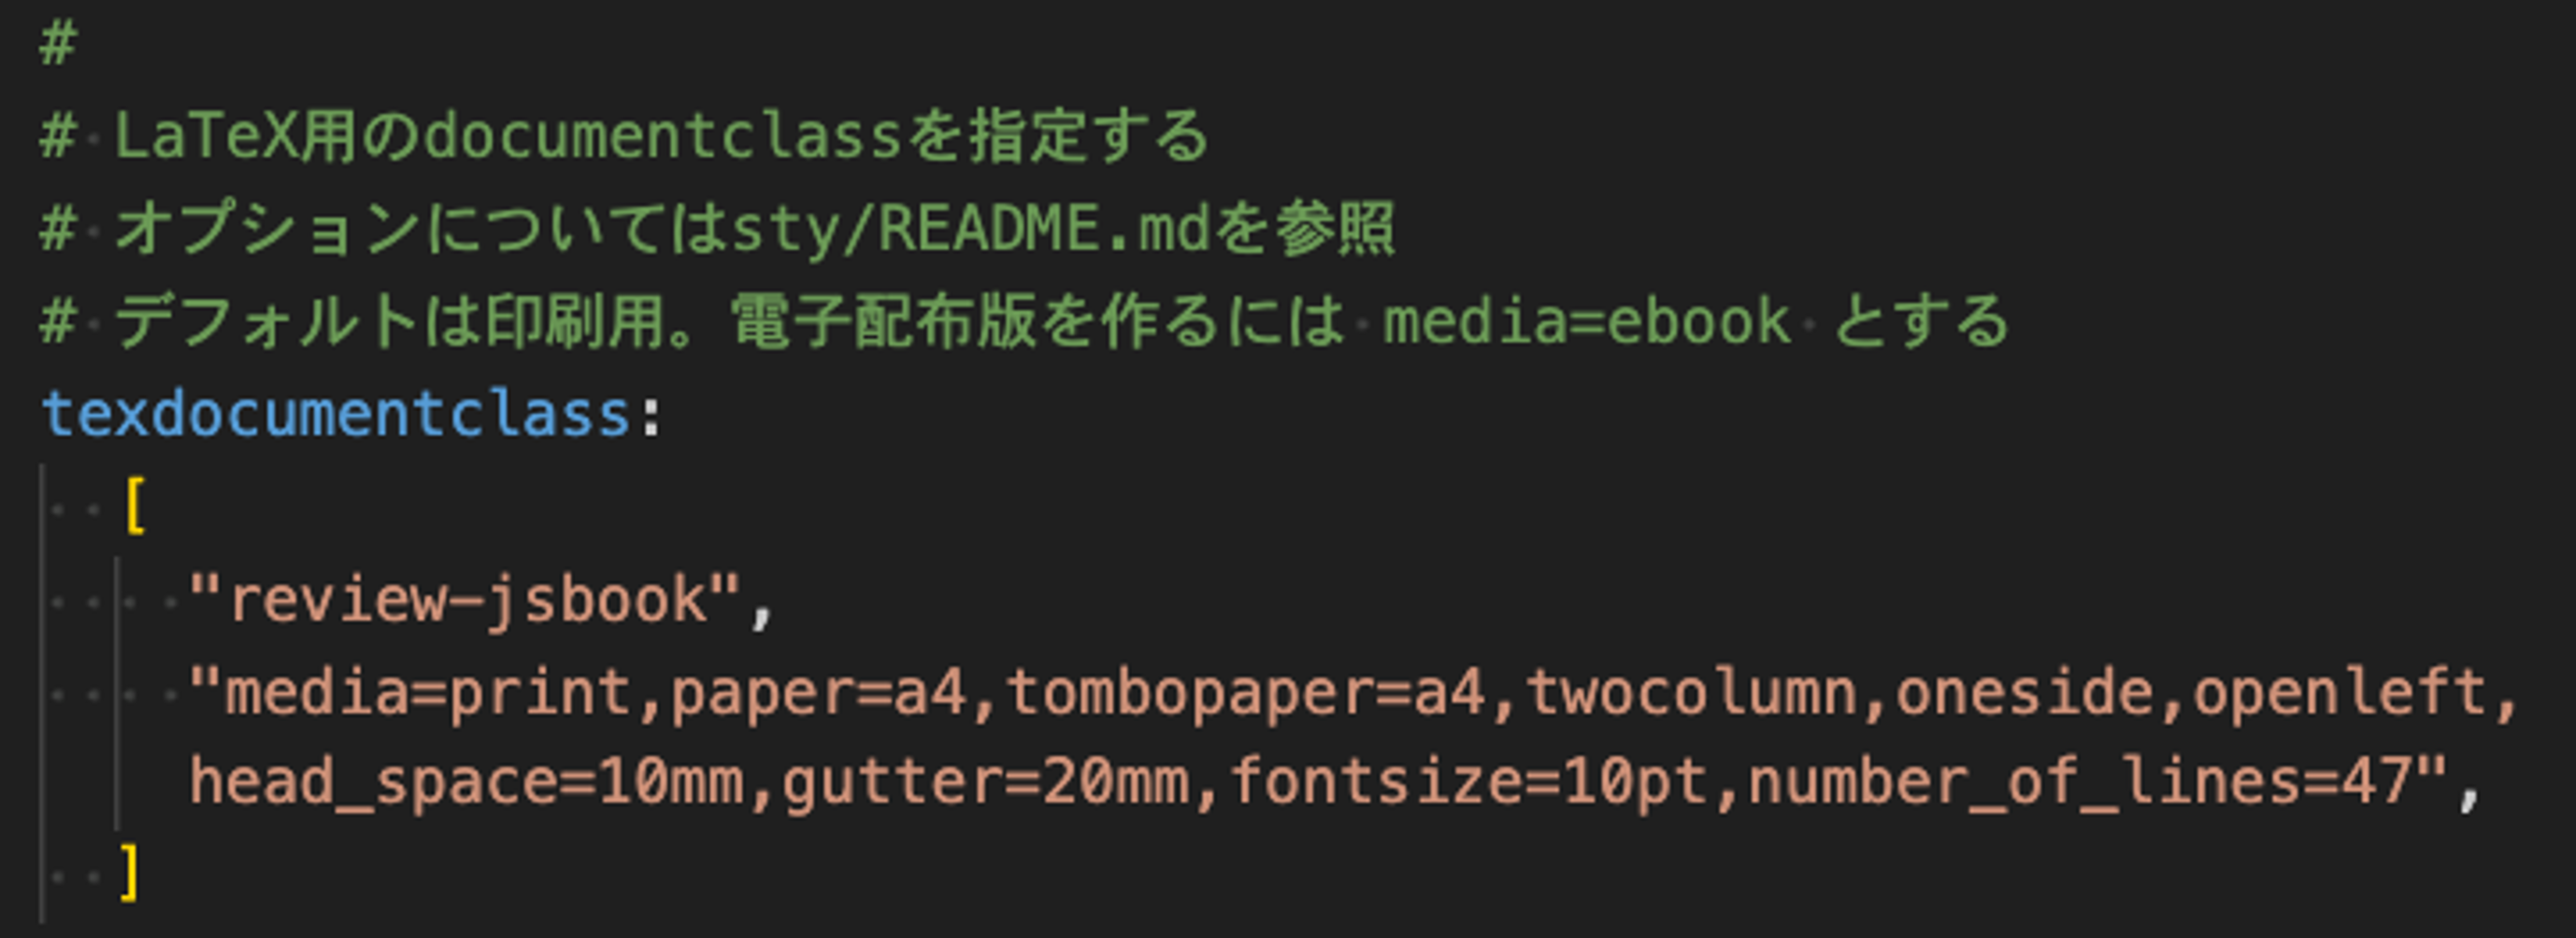 #
# LaTeX用のdocumentclassを指定する
# オプションについてはsty/README.mdを参照
# デフォルトは印刷用。電子配布版を作るには media=ebook とする
texdocumentclass:
  [
    "review-jsbook",
    "media=print,paper=a4,tombopaper=a4,twocolumn,oneside,openleft,
    head_space=10mm,gutter=20mm,fontsize=10pt,number_of_lines=47",
  ]